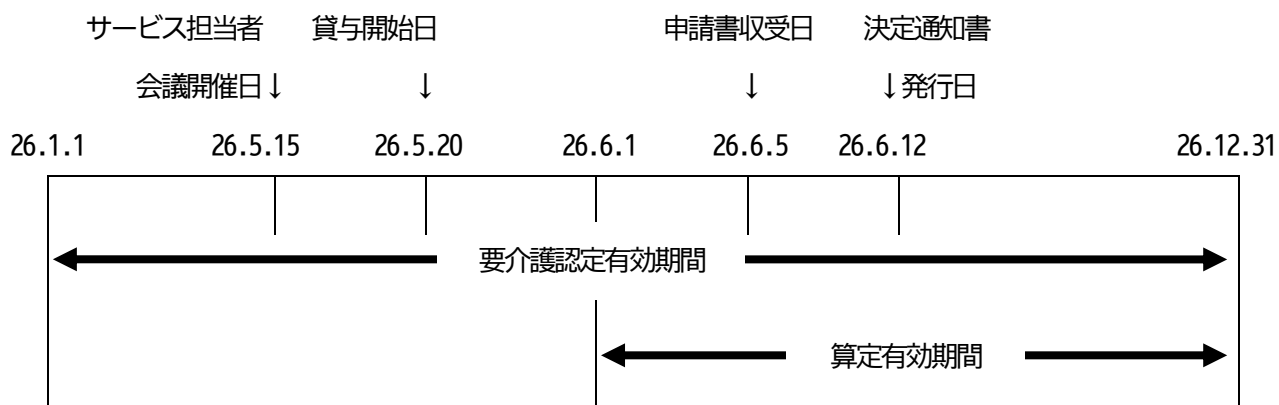 サービス担当者 貸与開始日 申請書収受日 決定通知書
会議開催日↓ ↓ ↓ ↓発行日
26.1.1 26.5.15 26.5.20 26.6.1 26.6.5 26.6.12 26.12.31
要介護認定有効期間
算定有効期間